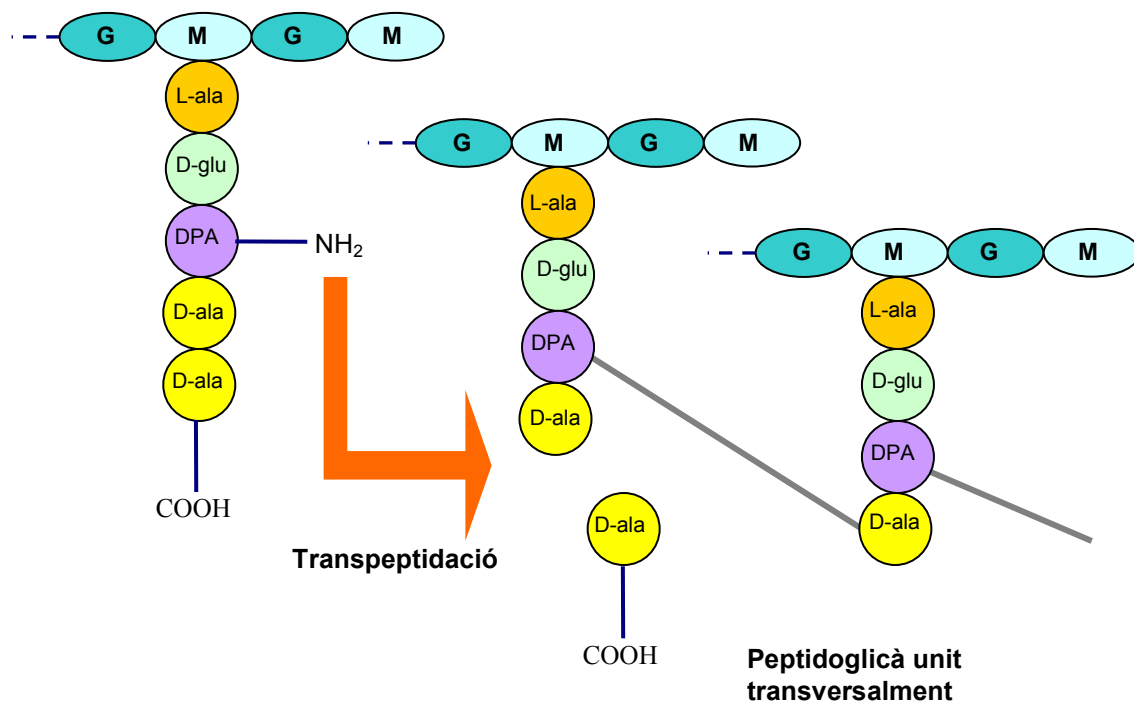 G M G M
L-ala
D-glu
DPA
NH₂
D-ala
D-ala
COOH
Transpeptidació
G M G M
L-ala
D-glu
DPA
D-ala
D-ala
COOH
G M G M
L-ala
D-glu
DPA
D-ala
Peptidoglicà unit
transversalment